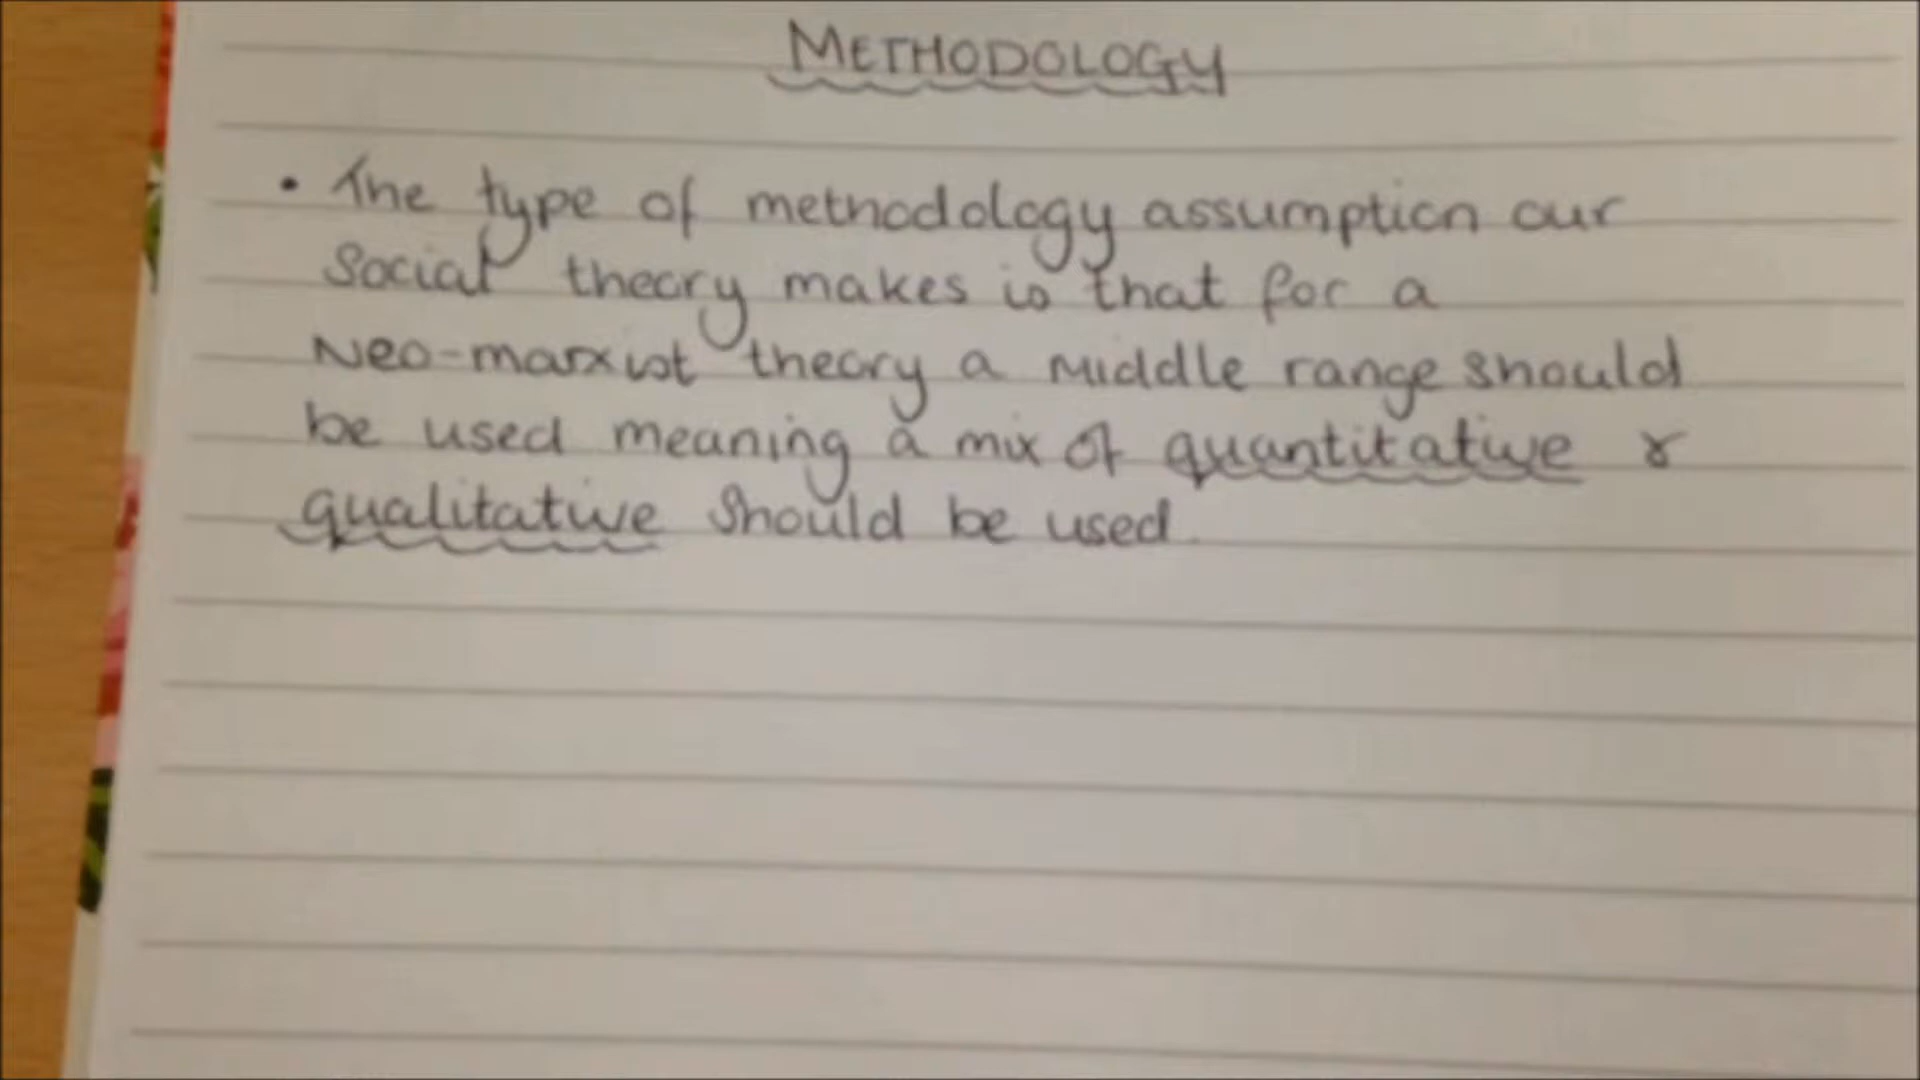 METHODOLOGY
• The type of methodology assumption our
Social theory makes is that for a
Neo-marxist theory a Middle range should
be used meaning a mix of quantitative &
qualitative should be used.